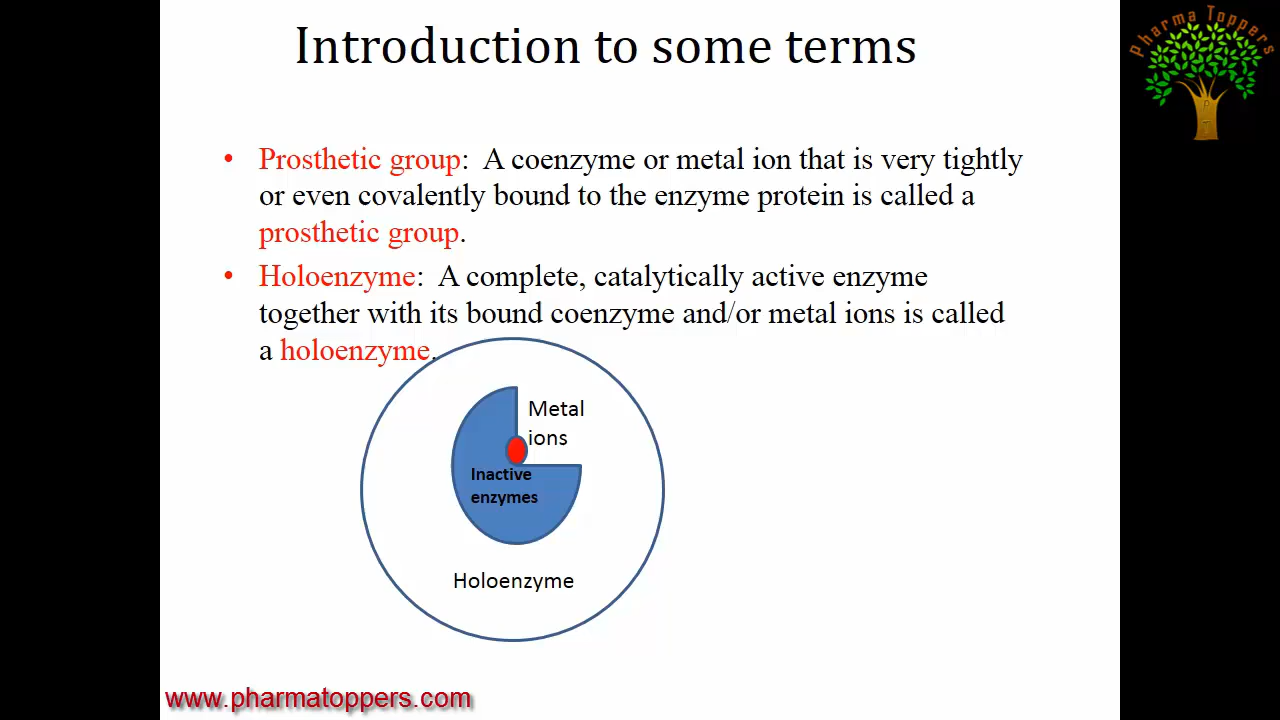 Introduction to some terms
Pharma Toppers
• Prosthetic group: A coenzyme or metal ion that is very tightly
or even covalently bound to the enzyme protein is called a
prosthetic group.
• Holoenzyme: A complete, catalytically active enzyme
together with its bound coenzyme and/or metal ions is called
a holoenzyme.
Metal
ions
Inactive
enzymes
Holoenzyme
www.pharmatoppers.com